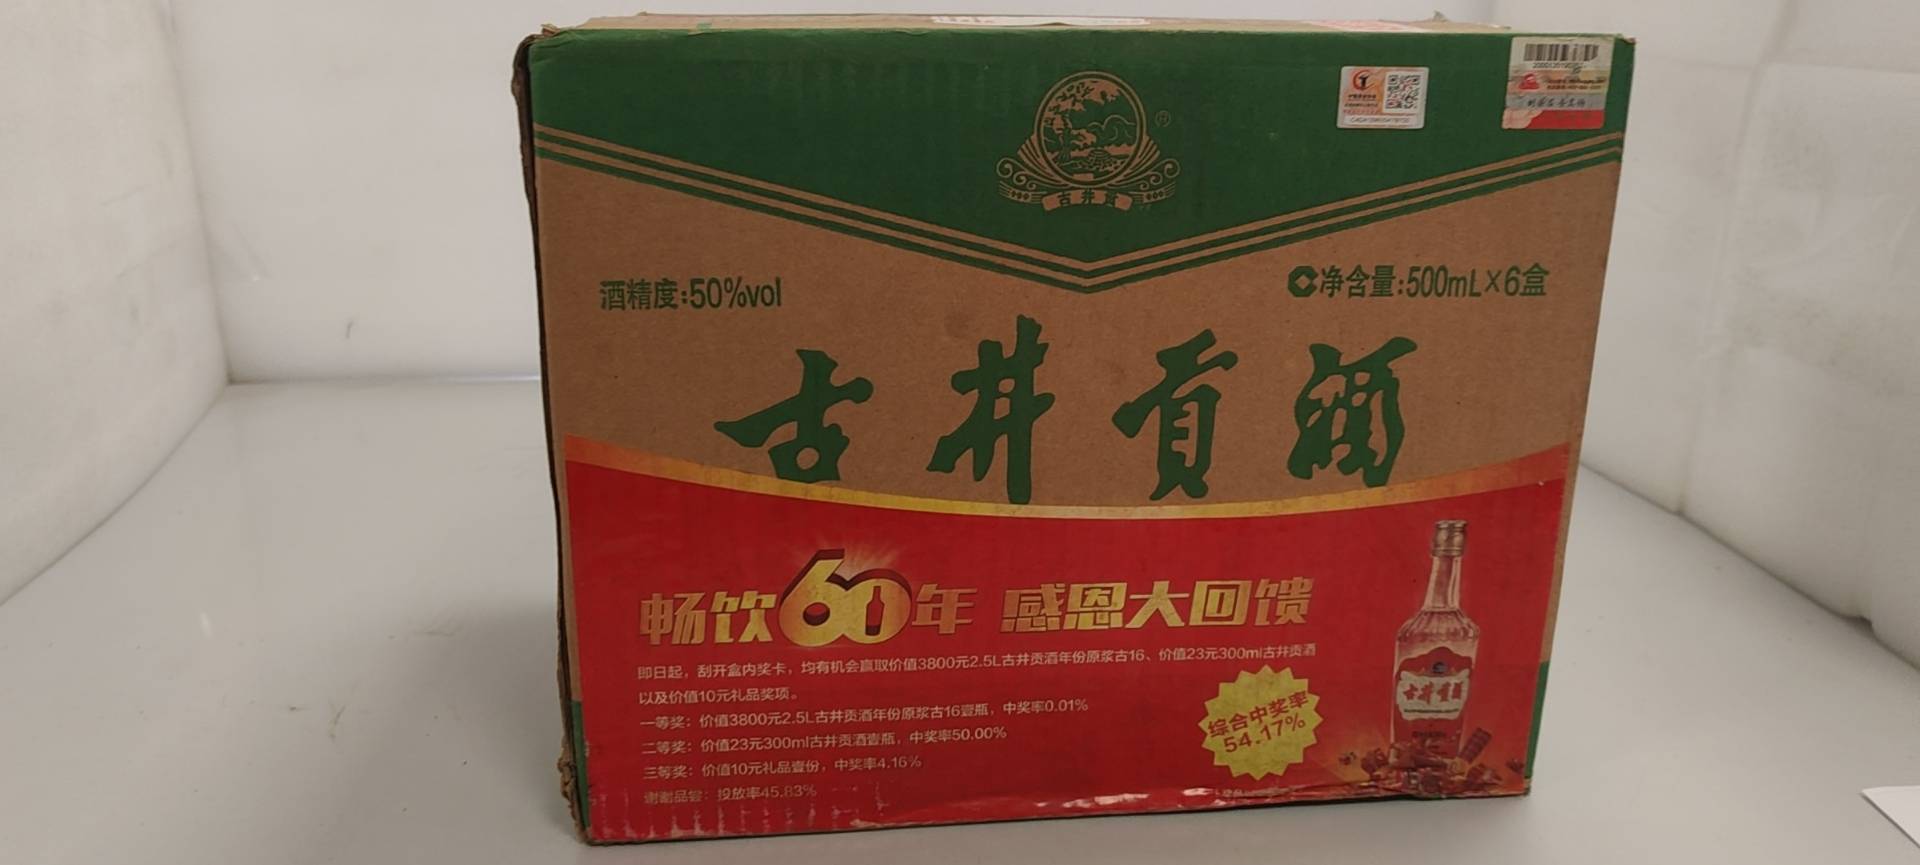 古井贡
酒精度:50%vol
净含量:500mL×6盒
古井贡酒
畅饮60年 感恩大回馈
即日起，刮开盒内奖卡，均有机会赢取价值3800元2.5L古井贡酒年份原浆古16、价值23元300ml古井贡酒
以及价值10元礼品奖项。
一等奖：价值3800元2.5L古井贡酒年份原浆古16壹瓶，中奖率0.01%
二等奖：价值23元300ml古井贡酒壹瓶，中奖率50.00%
三等奖：价值10元礼品壹份，中奖率4.16%
谢谢品尝：投放率45.83%
综合中奖率
54.17%
古井贡酒